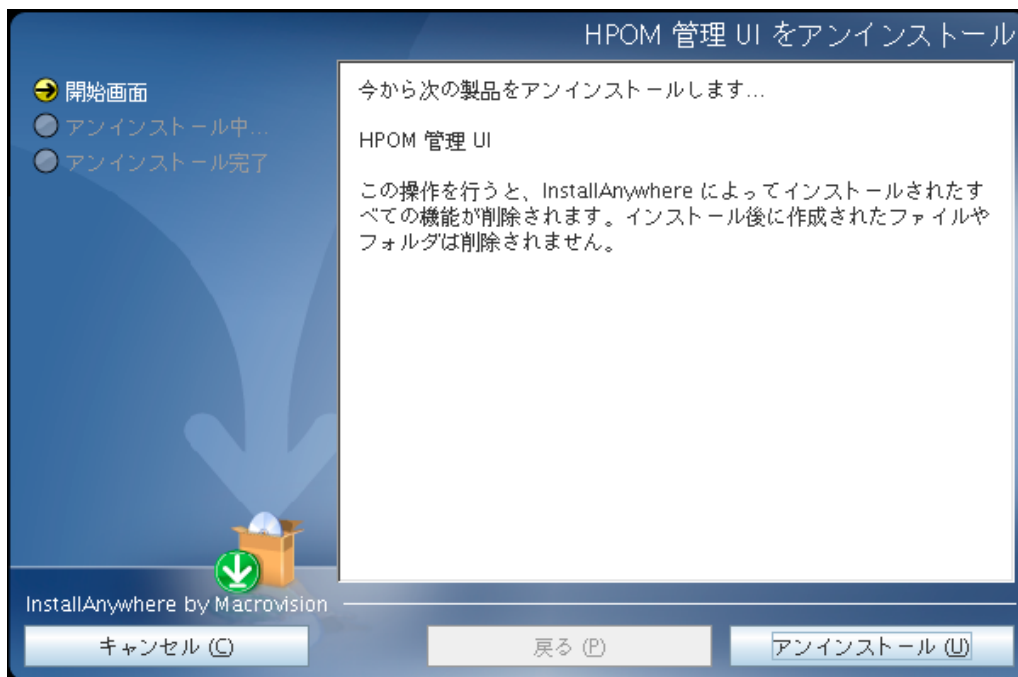 HPOM 管理 UI をアンインストール
開始画面
アンインストール中...
アンインストール完了
今から次の製品をアンインストールします...
HPOM 管理 UI
この操作を行うと、InstallAnywhere によってインストールされたす
べての機能が削除されます。インストール後に作成されたファイルや
フォルダは削除されません。
InstallAnywhere by Macrovision
キャンセル (C)
戻る (P)
アンインストール (U)